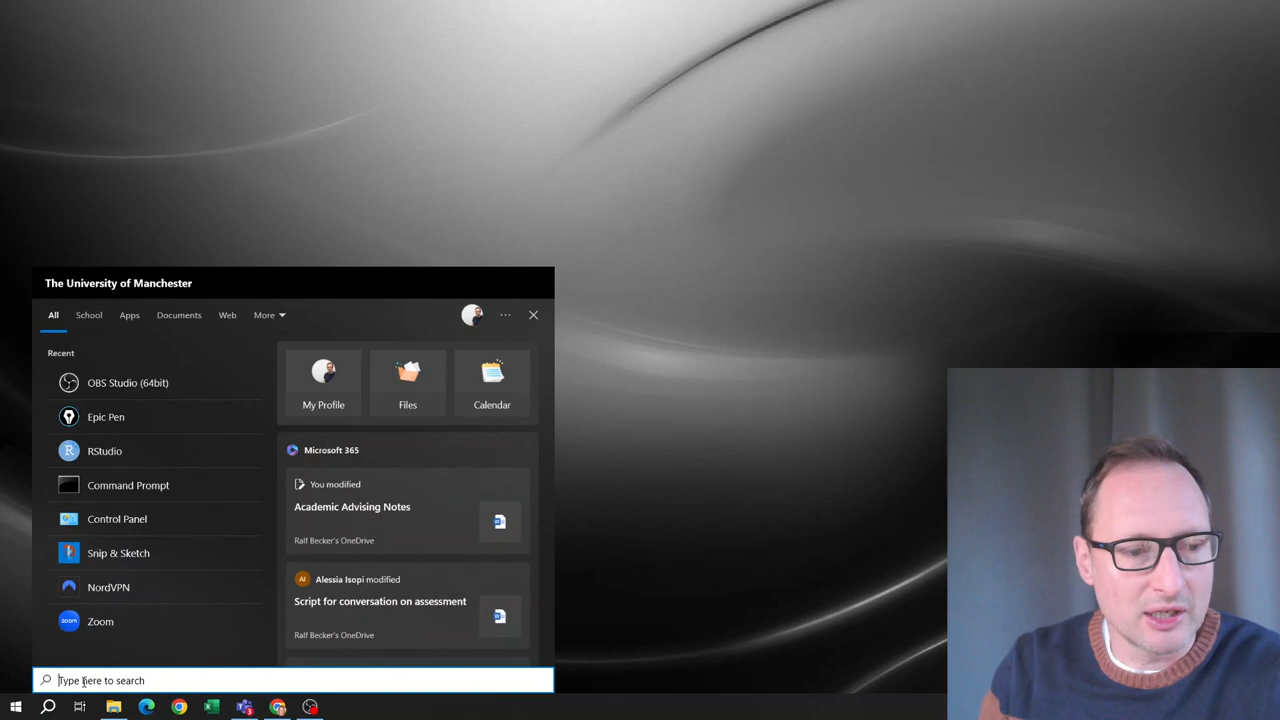 The University of Manchester
All School Apps Documents Web More
Recent
OBS Studio (64bit)
Epic Pen
RStudio
Command Prompt
Control Panel
Snip & Sketch
NordVPN
Zoom
My Profile Files Calendar
Microsoft 365
You modified
Academic Advising Notes
Ralf Becker's OneDrive
AI Alessia Isopi modified
Script for conversation on assessment
Ralf Becker's OneDrive
Type here to search